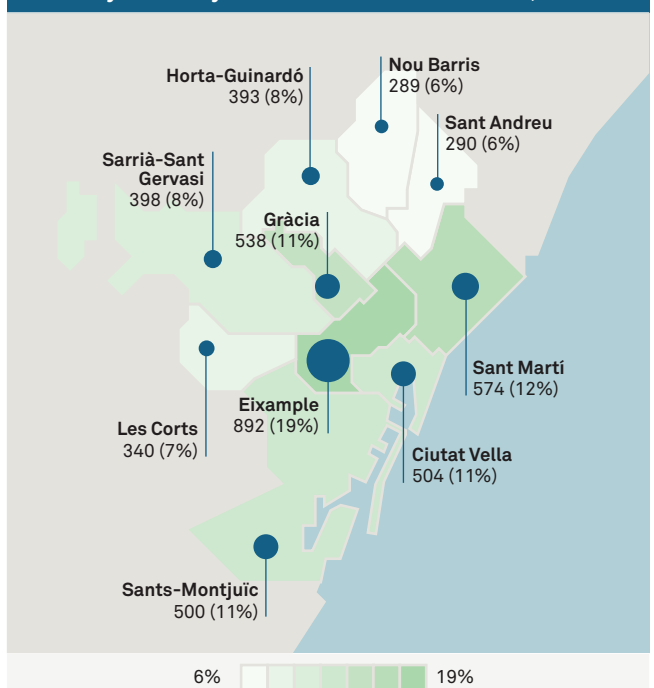 Nou Barris
289 (6%)
Horta-Guinardó
393 (8%)
Sant Andreu
290 (6%)
Sarrià-Sant
Gervasi
398 (8%)
Gràcia
538 (11%)
Sant Martí
574 (12%)
Eixample
892 (19%)
Les Corts
340 (7%)
Ciutat Vella
504 (11%)
Sants-Montjuïc
500 (11%)
6%
19%